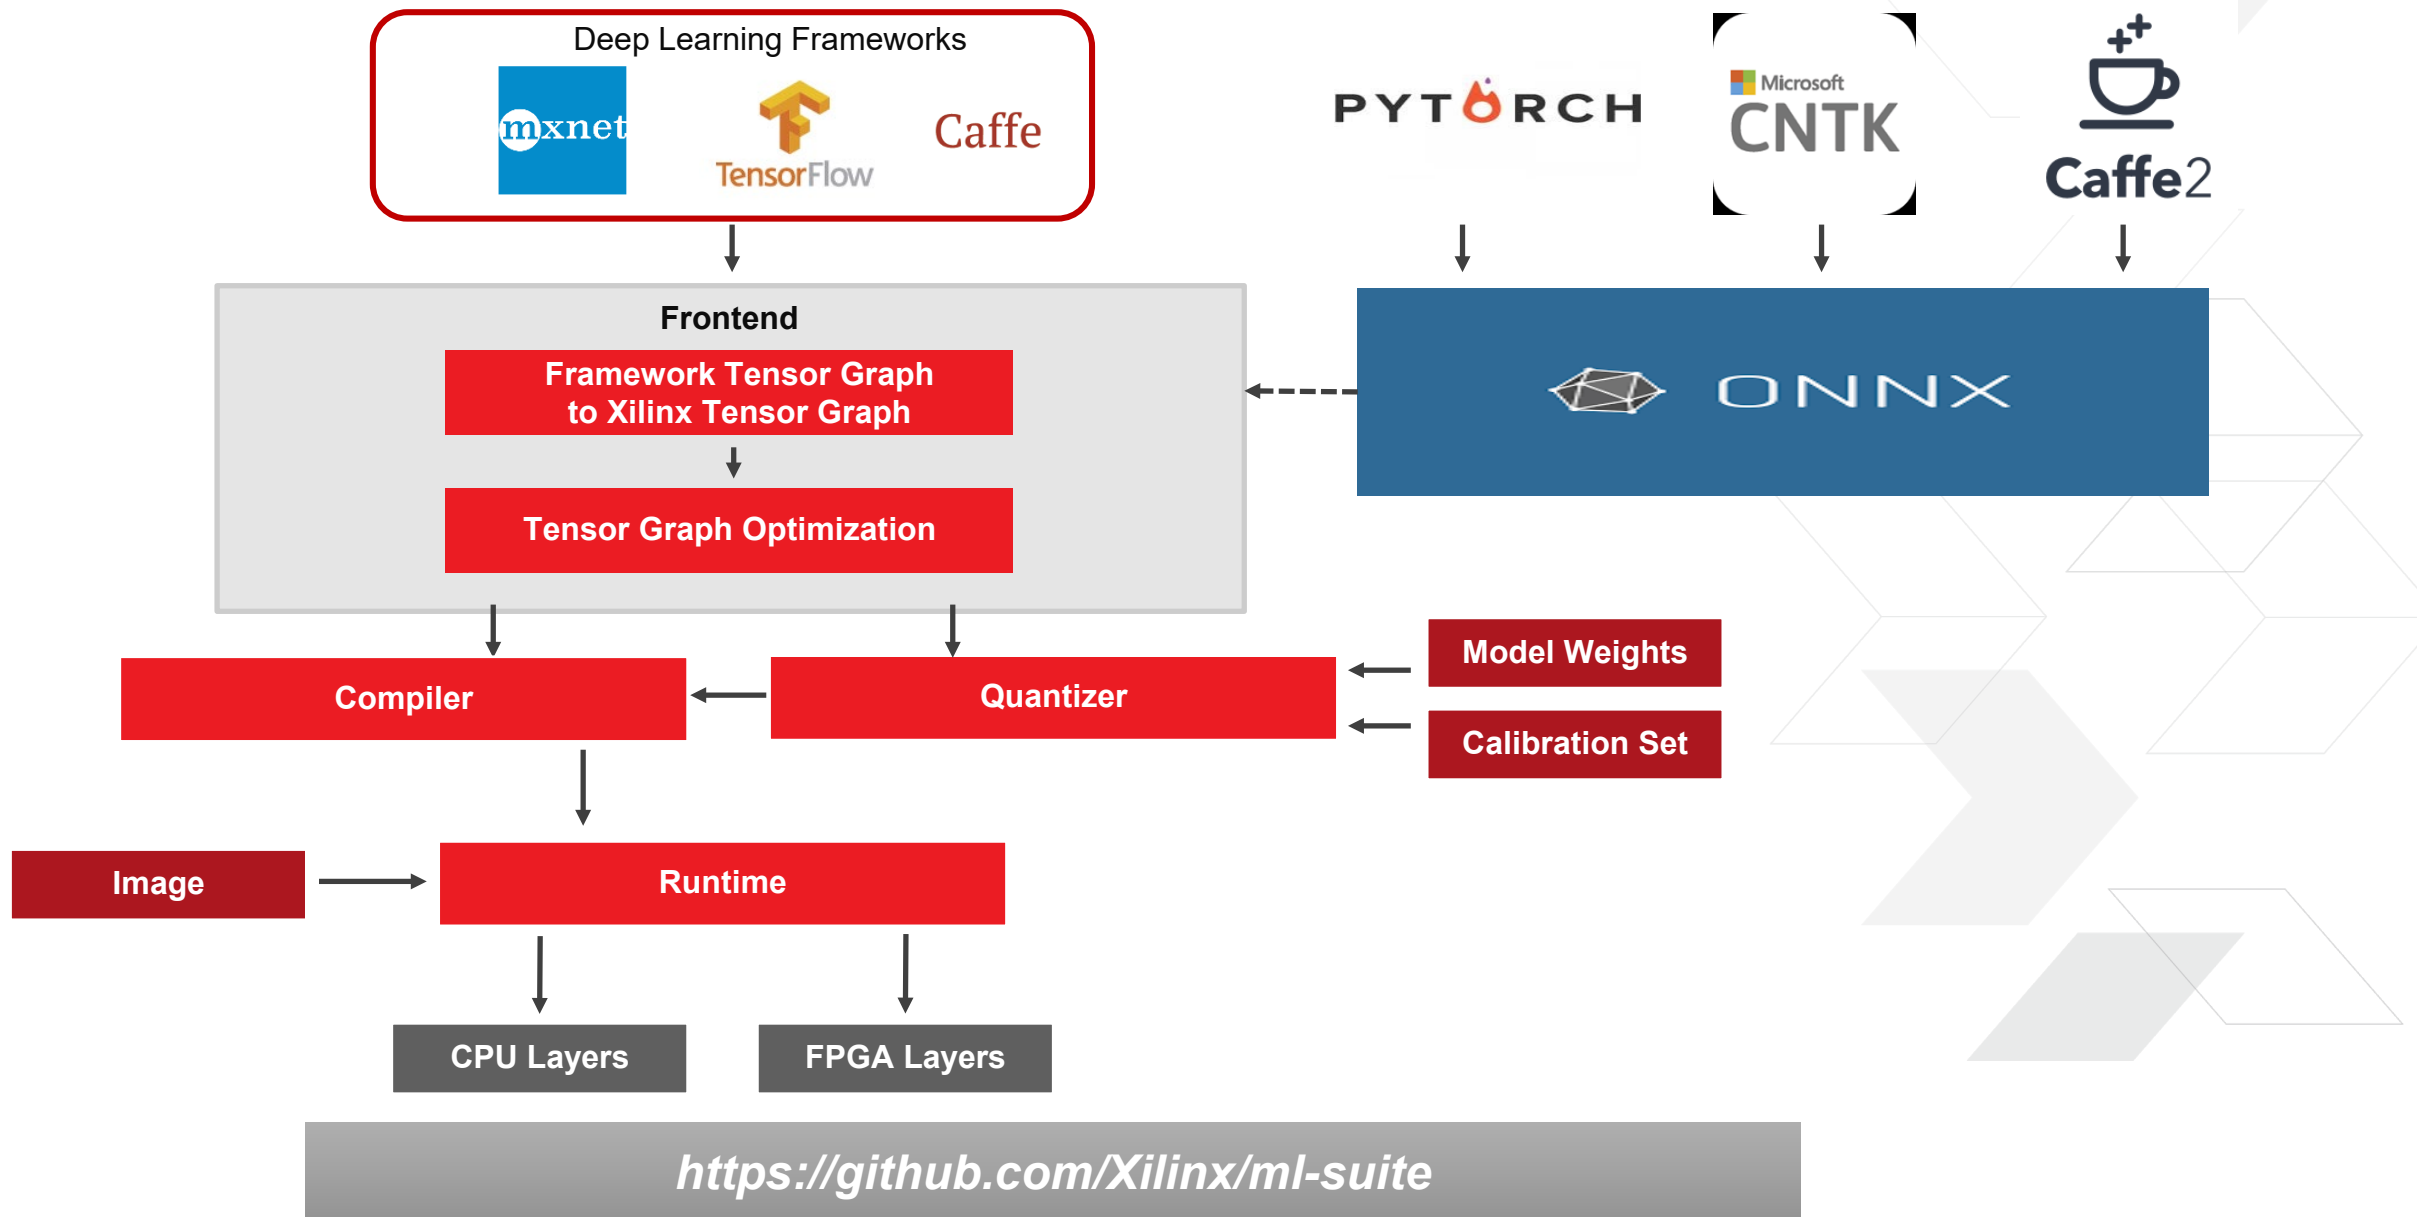 Deep Learning Frameworks
mxnet
TensorFlow
Caffe
PYTORCH
Microsoft
CNTK
Caffe2
Frontend
Framework Tensor Graph
to Xilinx Tensor Graph
ONNX
Tensor Graph Optimization
Compiler
Quantizer
Model Weights
Calibration Set
Image
Runtime
CPU Layers
FPGA Layers
https://github.com/Xilinx/ml-suite